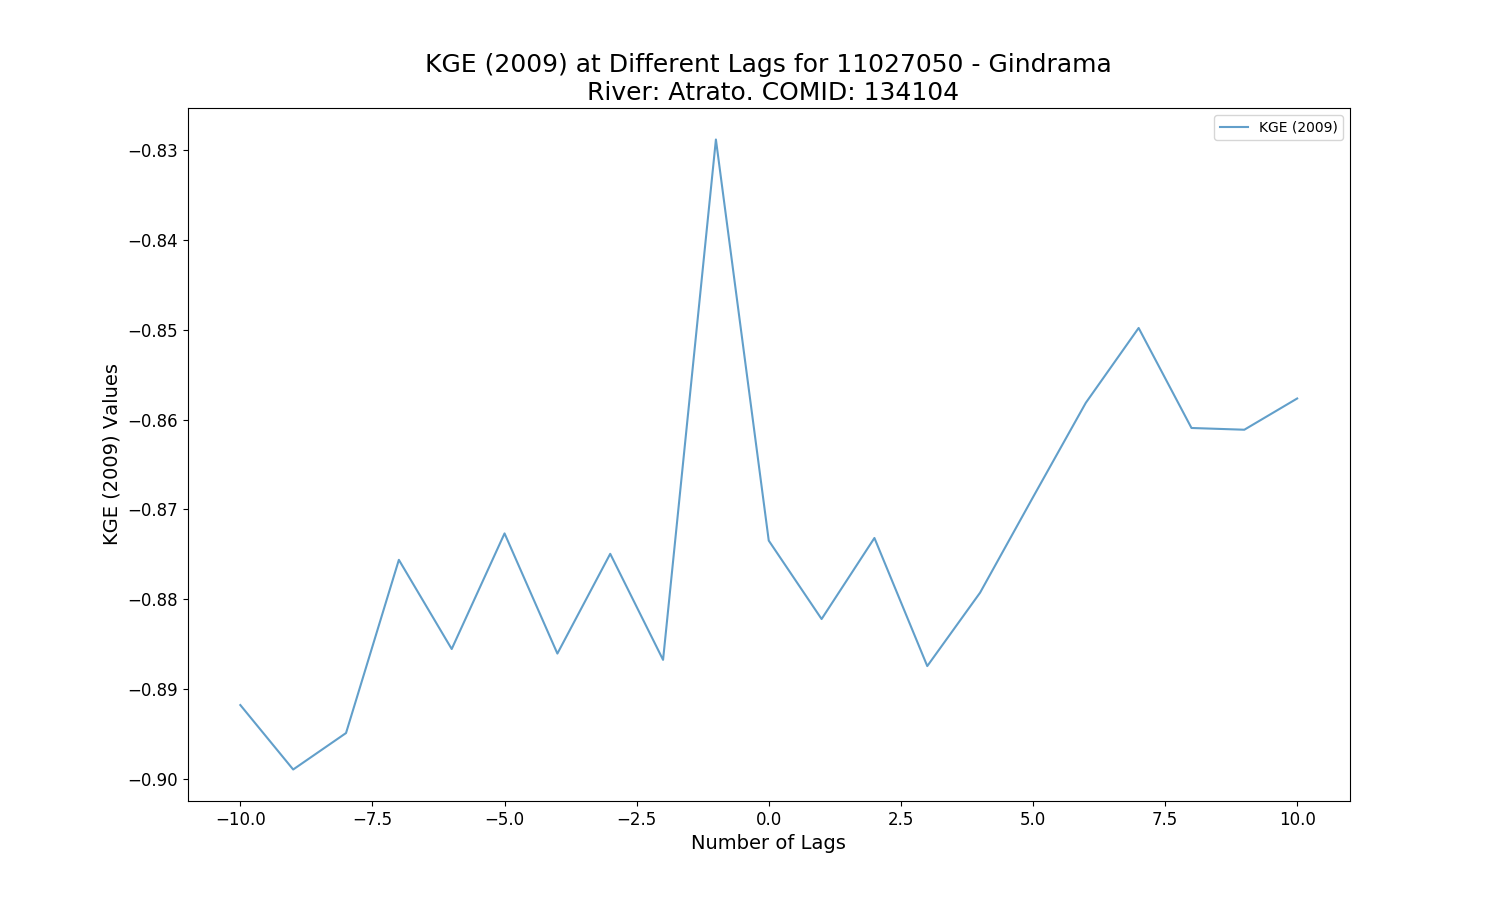 KGE (2009) at Different Lags for 11027050 - Gindrama
River: Atrato. COMID: 134104
KGE (2009)
−0.83
−0.84
−0.85
−0.86
−0.87
−0.88
−0.89
−0.90
KGE (2009) Values
−10.0 −7.5 −5.0 −2.5 0.0 2.5 5.0 7.5 10.0
Number of Lags